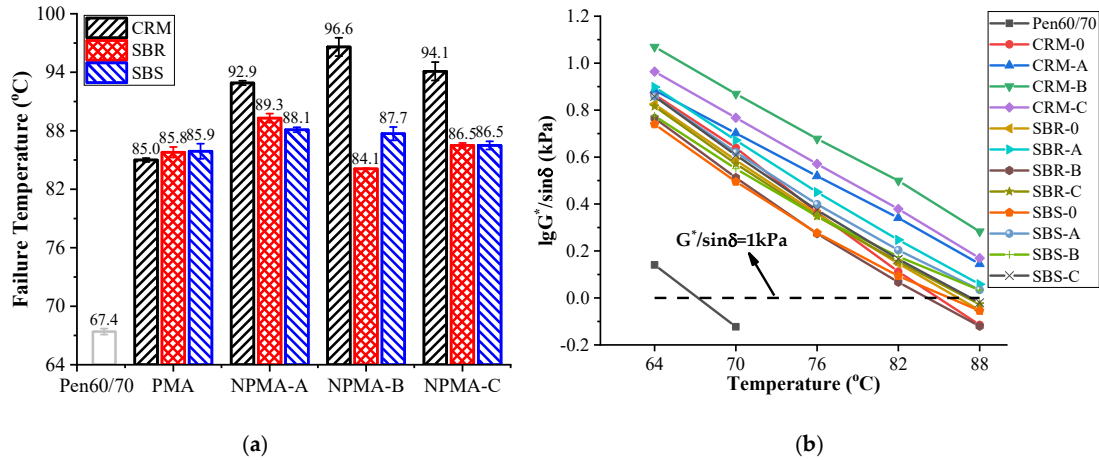 100
94
88
82
76
70
64
Failure Temperature (°C)
CRM
SBR
SBS
67.4
85.0
85.8
85.9
92.9
89.3
88.1
96.6
84.1
87.7
94.1
86.5
86.5
Pen60/70 PMA NPMA-A NPMA-B NPMA-C
(a)
1.2
1.0
0.8
0.6
0.4
0.2
0.0
-0.2
lgG*/sinδ (kPa)
G*/sinδ=1kPa
64 70 76 82 88
Temperature (°C)
Pen60/70
CRM-0
CRM-A
CRM-B
CRM-C
SBR-0
SBR-A
SBR-B
SBR-C
SBS-0
SBS-A
SBS-B
SBS-C
(b)